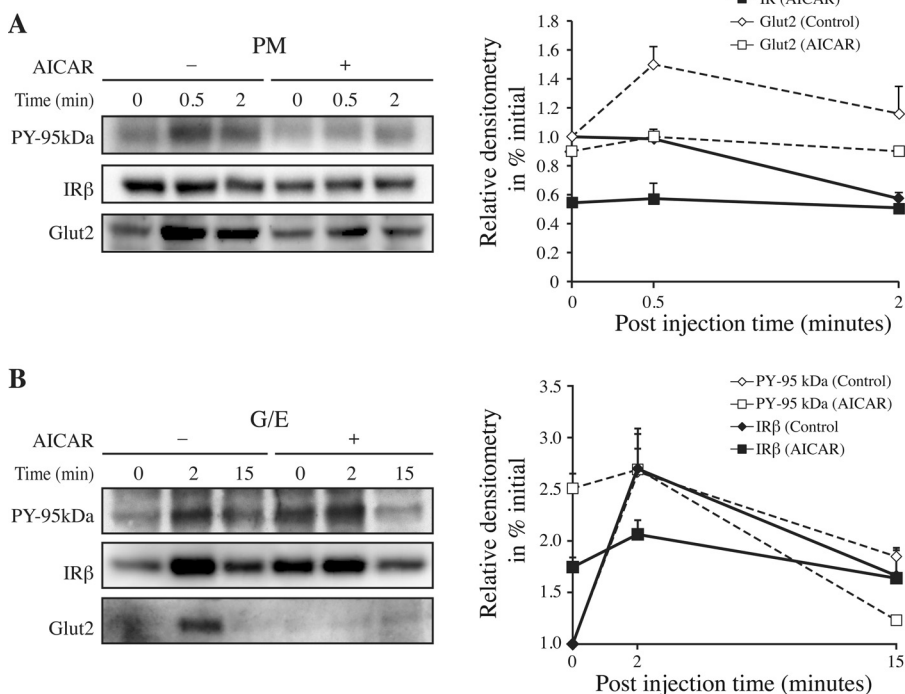 A
PM
AICAR − +
Time (min) 0 0.5 2 0 0.5 2
PY-95kDa
IRβ
Glut2
IR (AICAR)
Glut2 (Control)
Glut2 (AICAR)
Relative densitometry
in % initial
1.8
1.6
1.4
1.2
1.0
0.8
0.6
0.4
0.2
0
0 0.5 2
Post injection time (minutes)
B
G/E
AICAR − +
Time (min) 0 2 15 0 2 15
PY-95kDa
IRβ
Glut2
PY-95 kDa (Control)
PY-95 kDa (AICAR)
IRβ (Control
IRβ (AICAR)
Relative densitometry
in % initial
3.5
3.0
2.5
2.0
1.5
1.0
0 2 15
Post injection time (minutes)